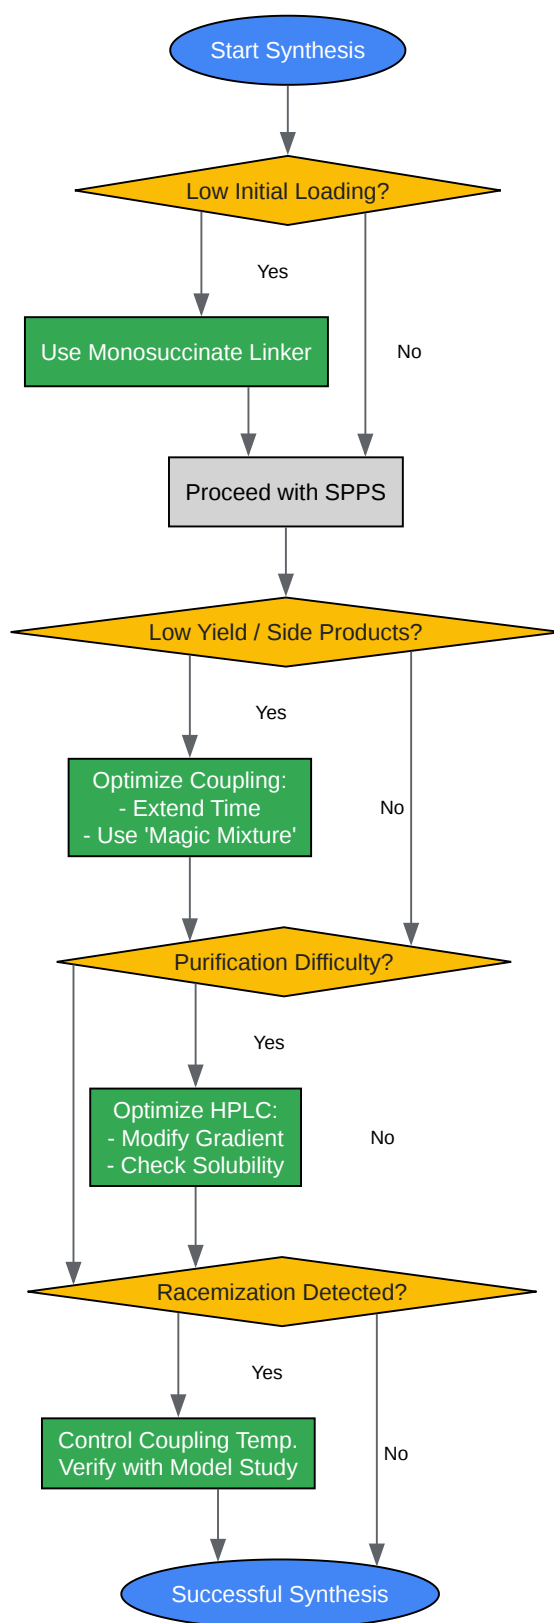 Start Synthesis
Low Initial Loading?
Yes
Use Monosuccinate Linker
No
Proceed with SPPS
Low Yield / Side Products?
Yes
Optimize Coupling:
- Extend Time
- Use 'Magic Mixture'
No
Purification Difficulty?
Yes
Optimize HPLC:
- Modify Gradient
- Check Solubility
No
Racemization Detected?
Yes
Control Coupling Temp.
Verify with Model Study
No
Successful Synthesis